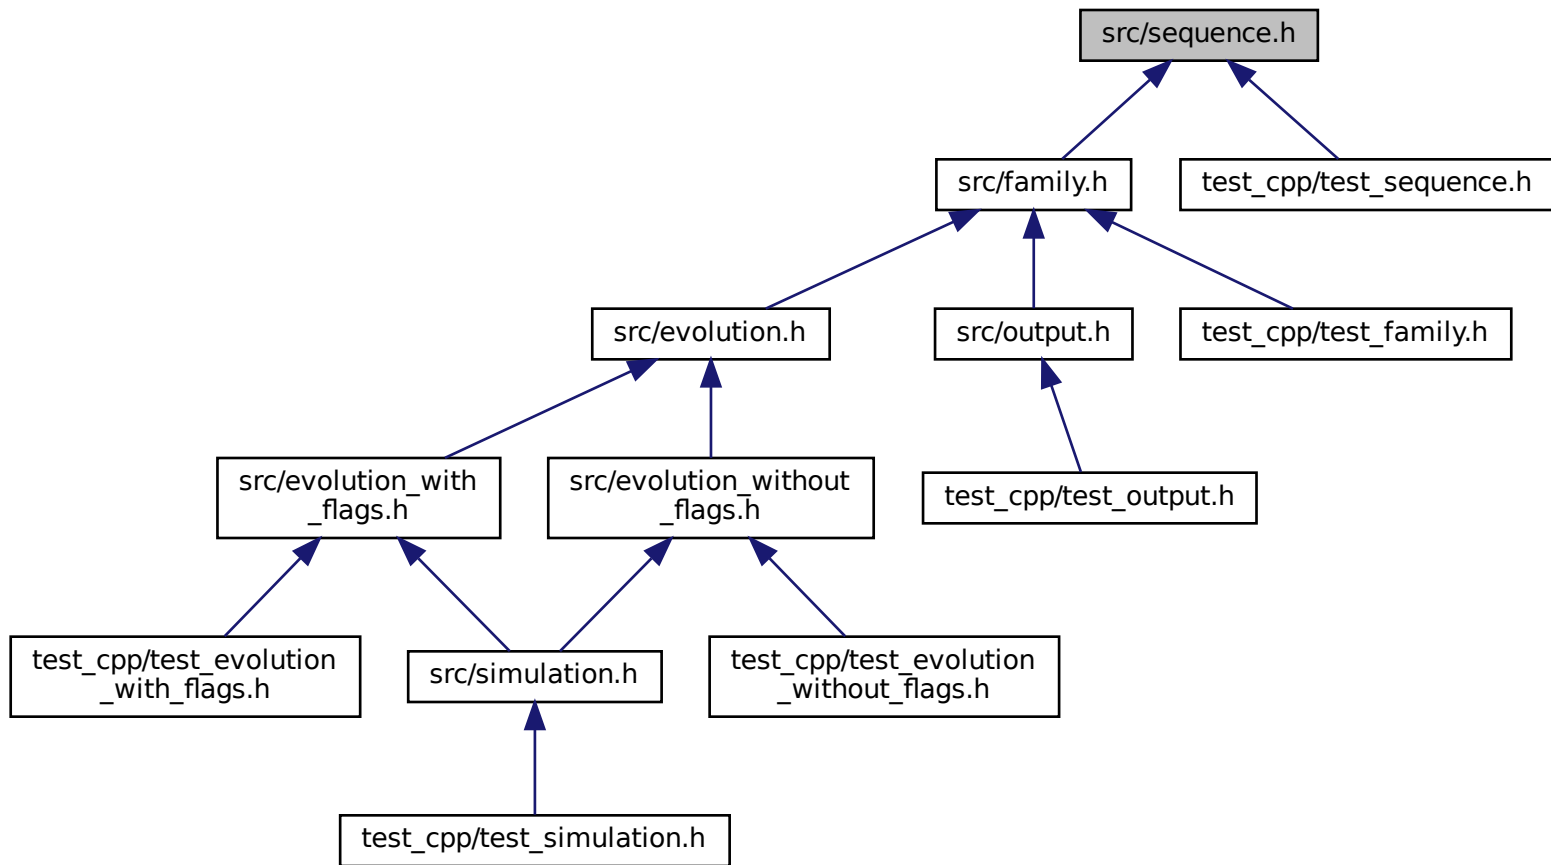 src/sequence.h
src/family.h
test_cpp/test_sequence.h
src/evolution.h
src/output.h
test_cpp/test_family.h
src/evolution_with
_flags.h
src/evolution_without
_flags.h
test_cpp/test_output.h
test_cpp/test_evolution
_with_flags.h
src/simulation.h
test_cpp/test_evolution
_without_flags.h
test_cpp/test_simulation.h